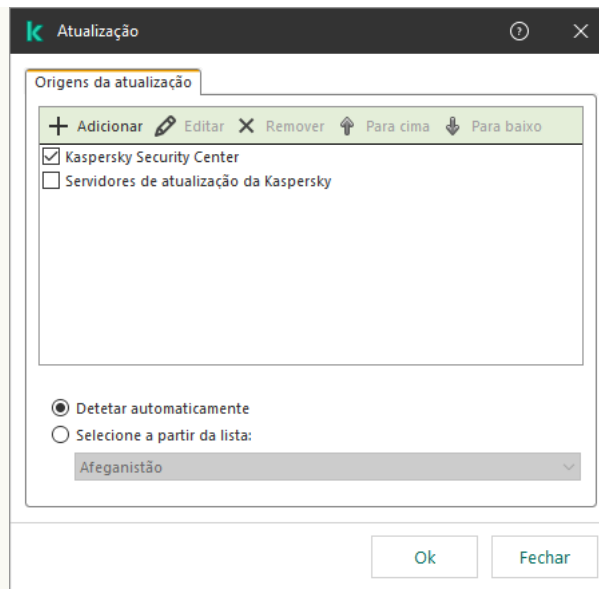 Atualização
Origens da atualização
Adicionar Editar Remover Para cima Para baixo
Kaspersky Security Center
Servidores de atualização da Kaspersky
Detetar automaticamente
Selecione a partir da lista:
Afeganistão
Ok Fechar